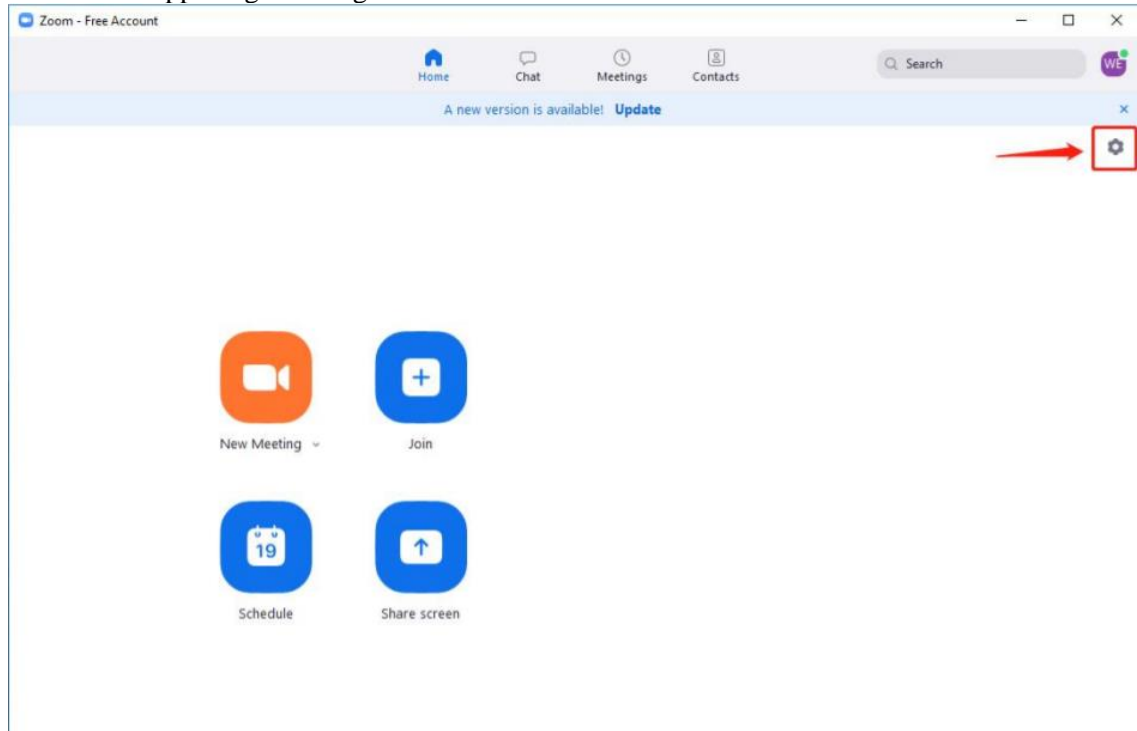 Zoom - Free Account
Home Chat Meetings Contacts Search WE
A new version is available! Update
New Meeting Join
19
Schedule Share screen